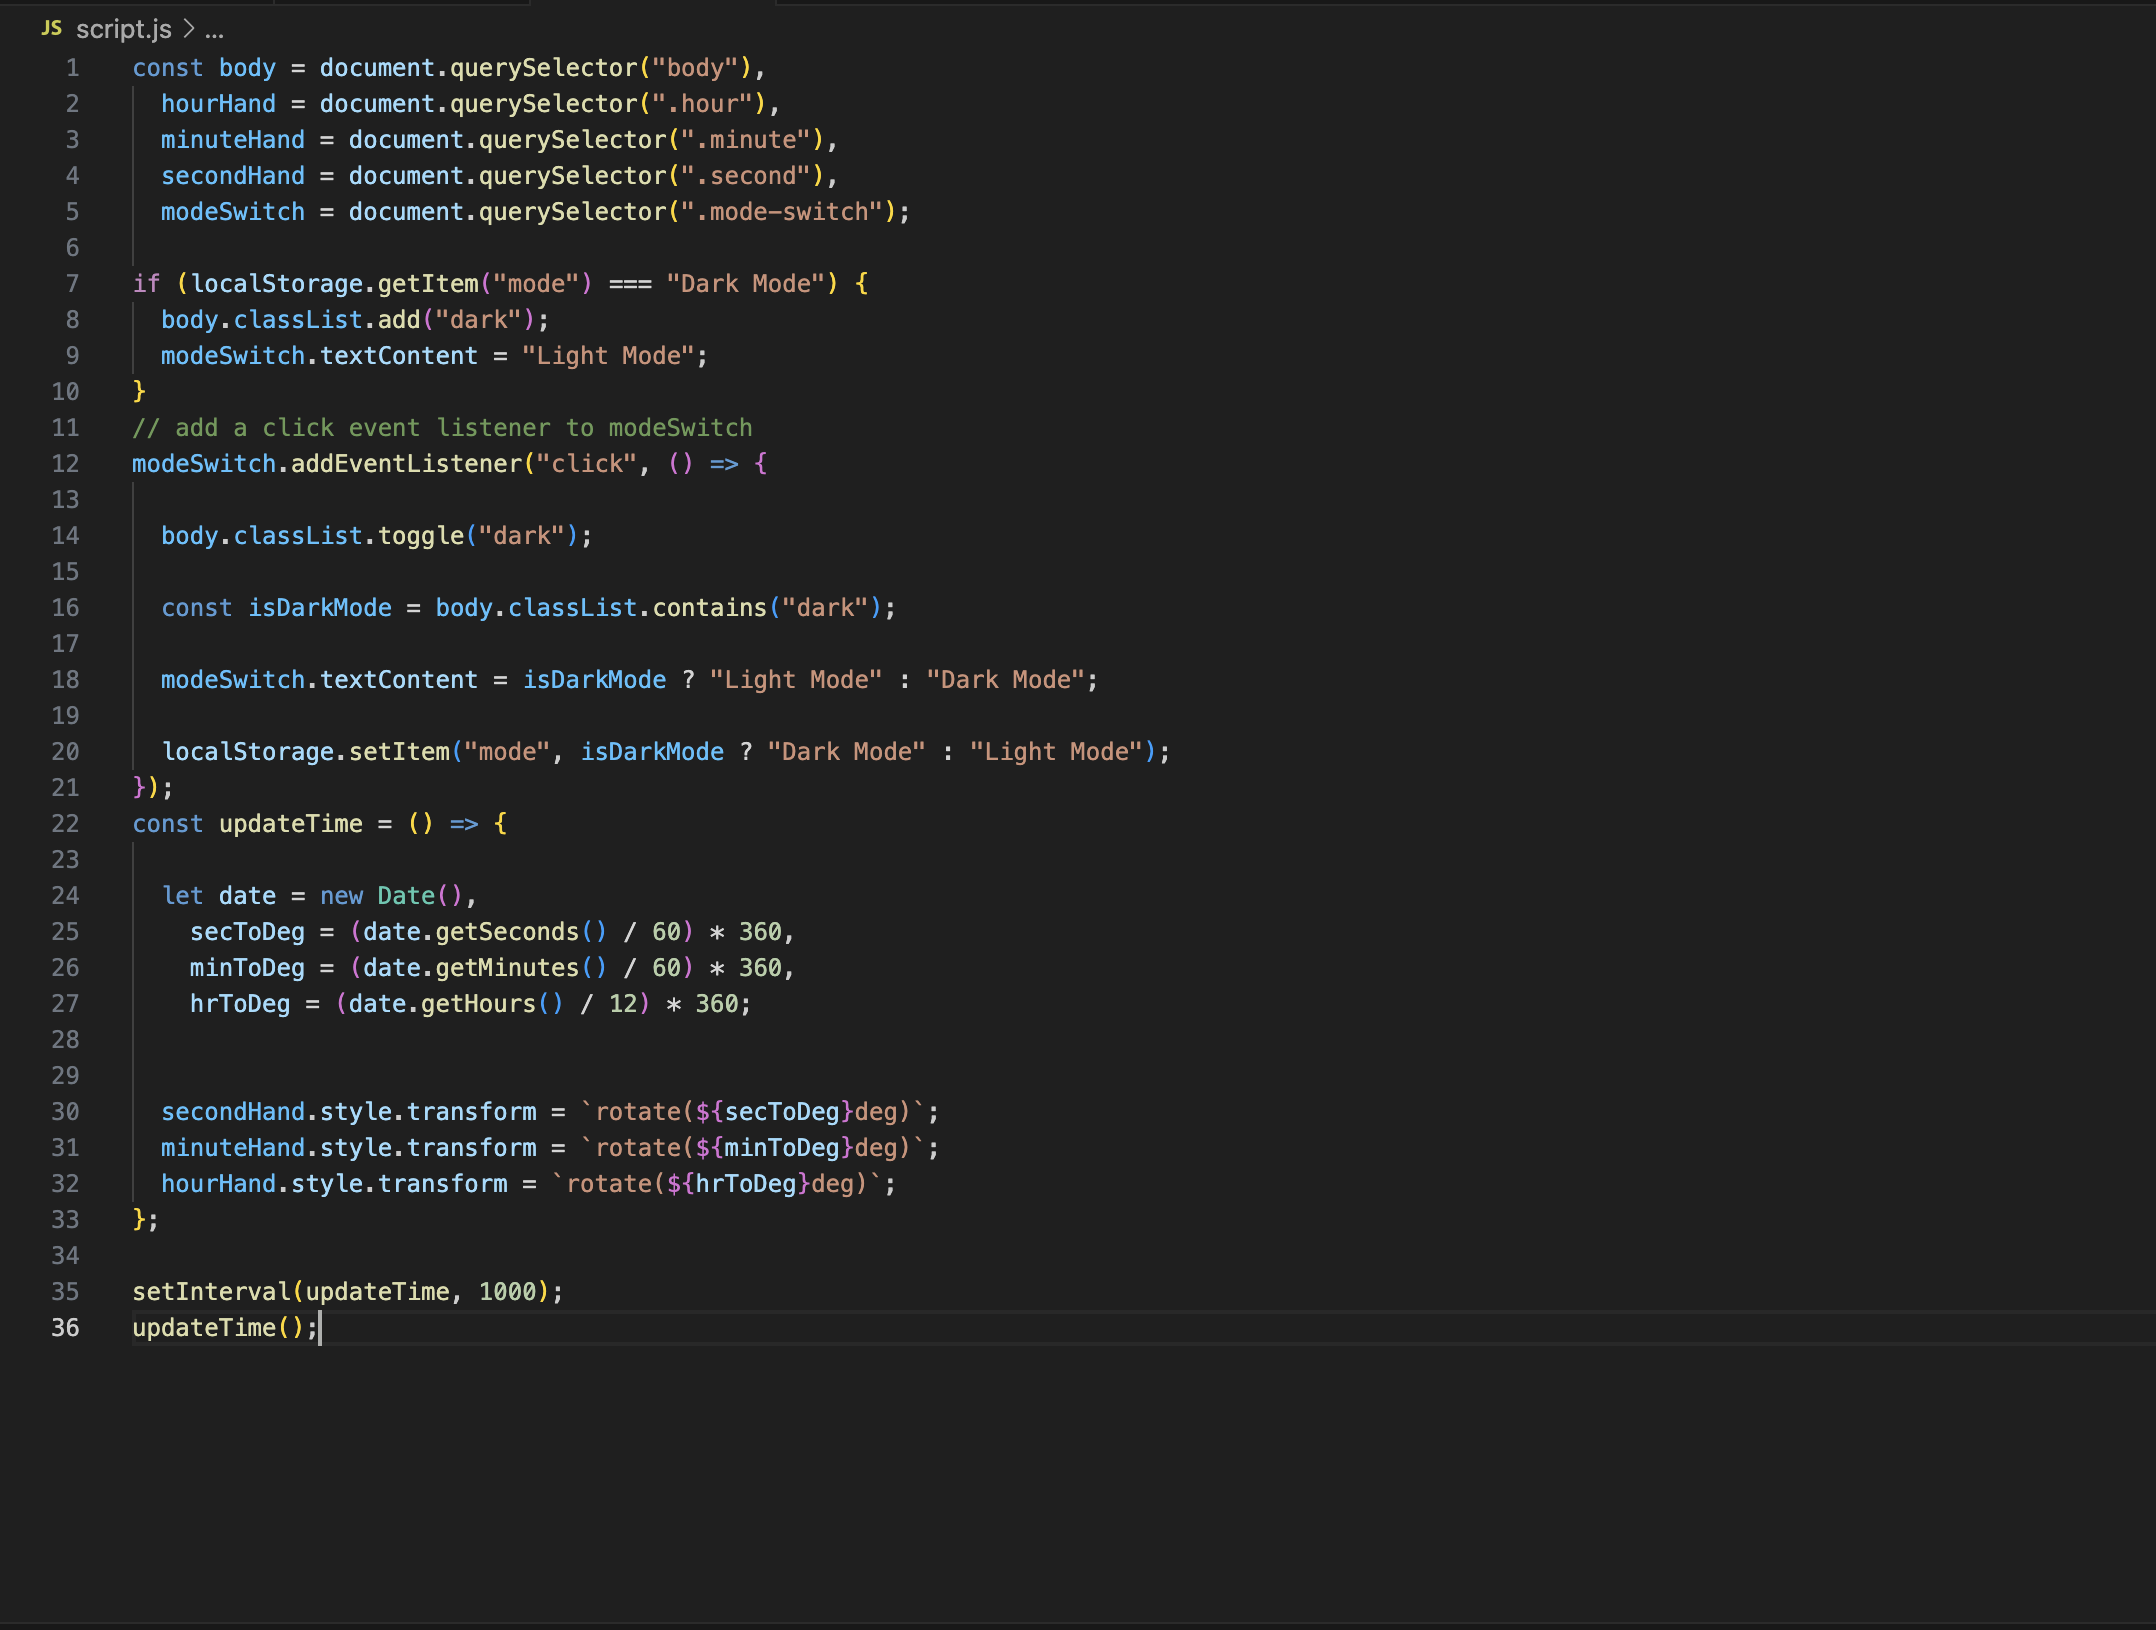 JS script.js > ...
1 const body = document.querySelector("body"),
2   hourHand = document.querySelector(".hour"),
3   minuteHand = document.querySelector(".minute"),
4   secondHand = document.querySelector(".second"),
5   modeSwitch = document.querySelector(".mode-switch");
6
7 if (localStorage.getItem("mode") === "Dark Mode") {
8   body.classList.add("dark");
9   modeSwitch.textContent = "Light Mode";
10 }
11 // add a click event listener to modeSwitch
12 modeSwitch.addEventListener("click", () => {
13
14   body.classList.toggle("dark");
15
16   const isDarkMode = body.classList.contains("dark");
17
18   modeSwitch.textContent = isDarkMode ? "Light Mode" : "Dark Mode";
19
20   localStorage.setItem("mode", isDarkMode ? "Dark Mode" : "Light Mode");
21 });
22 const updateTime = () => {
23
24   let date = new Date(),
25     secToDeg = (date.getSeconds() / 60) * 360,
26     minToDeg = (date.getMinutes() / 60) * 360,
27     hrToDeg = (date.getHours() / 12) * 360;
28
29
30   secondHand.style.transform = `rotate(${secToDeg}deg)`;
31   minuteHand.style.transform = `rotate(${minToDeg}deg)`;
32   hourHand.style.transform = `rotate(${hrToDeg}deg)`;
33 };
34
35 setInterval(updateTime, 1000);
36 updateTime();